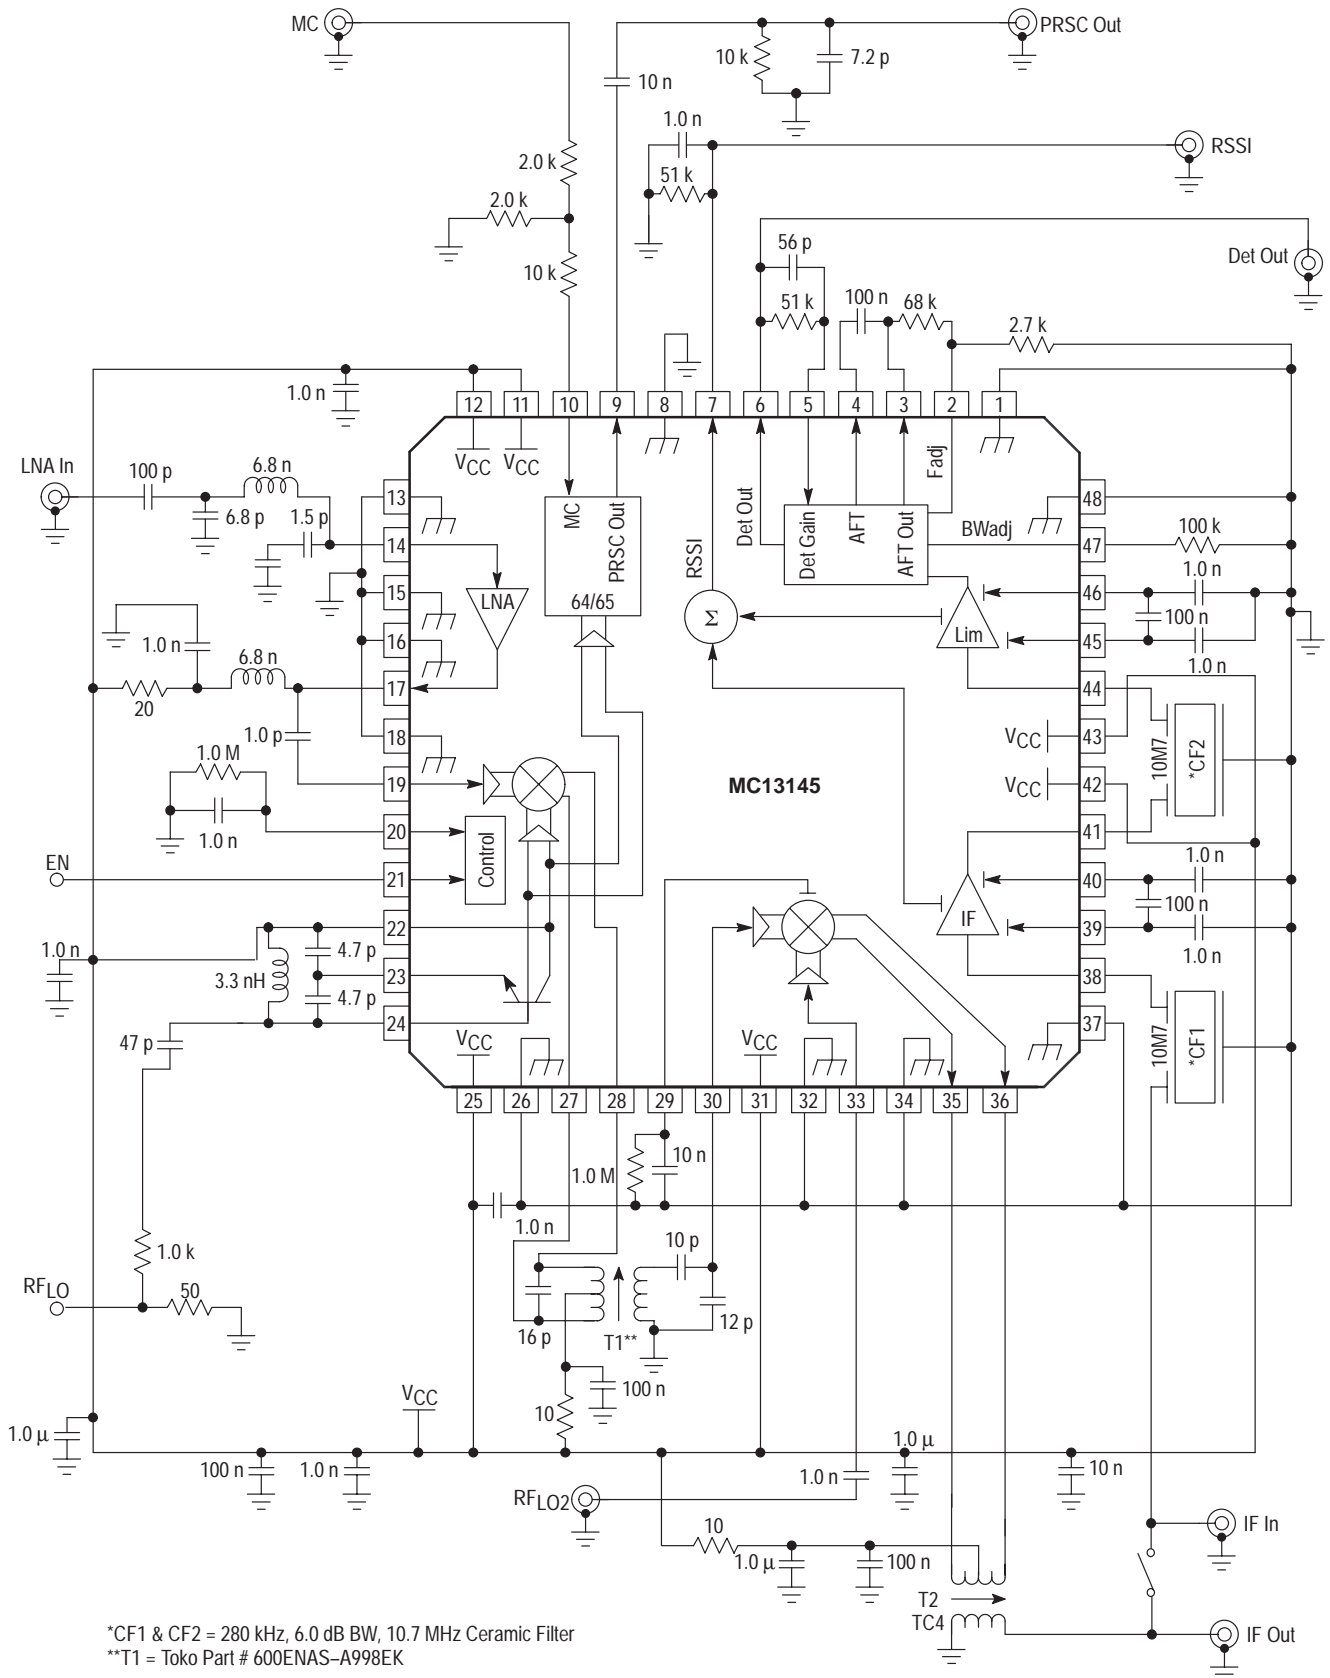 MC
PRSC Out
10 k
7.2 p
10 n
1.0 n
RSSI
2.0 k
51 k
2.0 k
56 p
Det Out
10 k
51 k
100 n
68 k
2.7 k
1.0 n
12
11
10
9
8
7
6
5
4
3
2
1
VCC
VCC
MC
PRSC Out
64/65
RSSI
Det Out
Det Gain
AFT
AFT Out
Fadj
BWadj
LNA In
100 p
6.8 n
6.8 p
1.5 p
13
14
15
16
17
18
19
20
21
22
23
24
LNA
Σ
Lim
48
47
46
45
44
43
42
41
40
39
38
37
100 k
1.0 n
100 n
1.0 n
1.0 n
6.8 n
20
1.0 p
1.0 M
1.0 n
VCC
VCC
10M7
*CF2
MC13145
EN
Control
IF
1.0 n
100 n
1.0 n
1.0 n
3.3 nH
4.7 p
4.7 p
47 p
10M7
*CF1
VCC
VCC
25
26
27
28
29
30
31
32
33
34
35
36
1.0 M
10 n
1.0 n
1.0 k
RFLO
50
10 p
16 p
T1**
12 p
100 n
10
VCC
1.0 µ
100 n
1.0 n
1.0 µ
10 n
1.0 n
RFLO2
10
1.0 µ
100 n
IF In
T2
TC4
IF Out
*CF1 & CF2 = 280 kHz, 6.0 dB BW, 10.7 MHz Ceramic Filter
**T1 = Toko Part # 600ENAS–A998EK